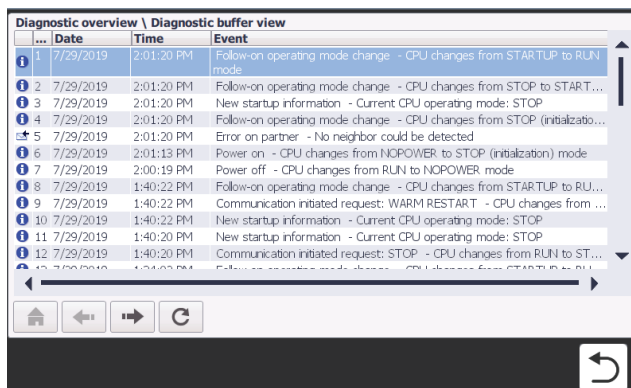 Diagnostic overview \ Diagnostic buffer view
... Date Time Event
1 7/29/2019 2:01:20 PM Follow-on operating mode change - CPU changes from STARTUP to RUN
mode
2 7/29/2019 2:01:20 PM Follow-on operating mode change - CPU changes from STOP to START...
3 7/29/2019 2:01:20 PM New startup information - Current CPU operating mode: STOP
4 7/29/2019 2:01:20 PM Follow-on operating mode change - CPU changes from STOP (initializatio...
5 7/29/2019 2:01:20 PM Error on partner - No neighbor could be detected
6 7/29/2019 2:01:13 PM Power on - CPU changes from NOPOWER to STOP (initialization) mode
7 7/29/2019 2:00:19 PM Power off - CPU changes from RUN to NOPOWER mode
8 7/29/2019 1:40:22 PM Follow-on operating mode change - CPU changes from STARTUP to RU...
9 7/29/2019 1:40:22 PM Communication initiated request: WARM RESTART - CPU changes from ...
10 7/29/2019 1:40:22 PM New startup information - Current CPU operating mode: STOP
11 7/29/2019 1:40:20 PM New startup information - Current CPU operating mode: STOP
12 7/29/2019 1:40:20 PM Communication initiated request: STOP - CPU changes from RUN to ST...